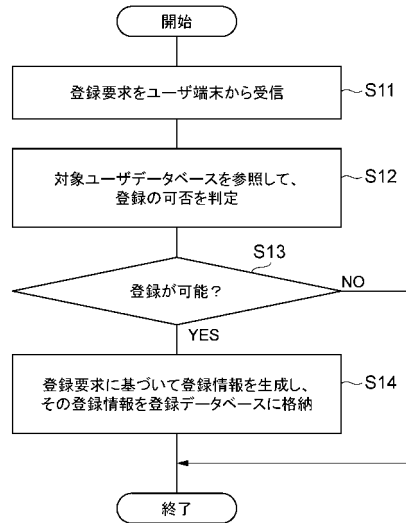 開始
登録要求をユーザ端末から受信
S11
対象ユーザデータベースを参照して、
登録の可否を判定
S12
S13
登録が可能？
NO
YES
登録要求に基づいて登録情報を生成し、
その登録情報を登録データベースに格納
S14
終了